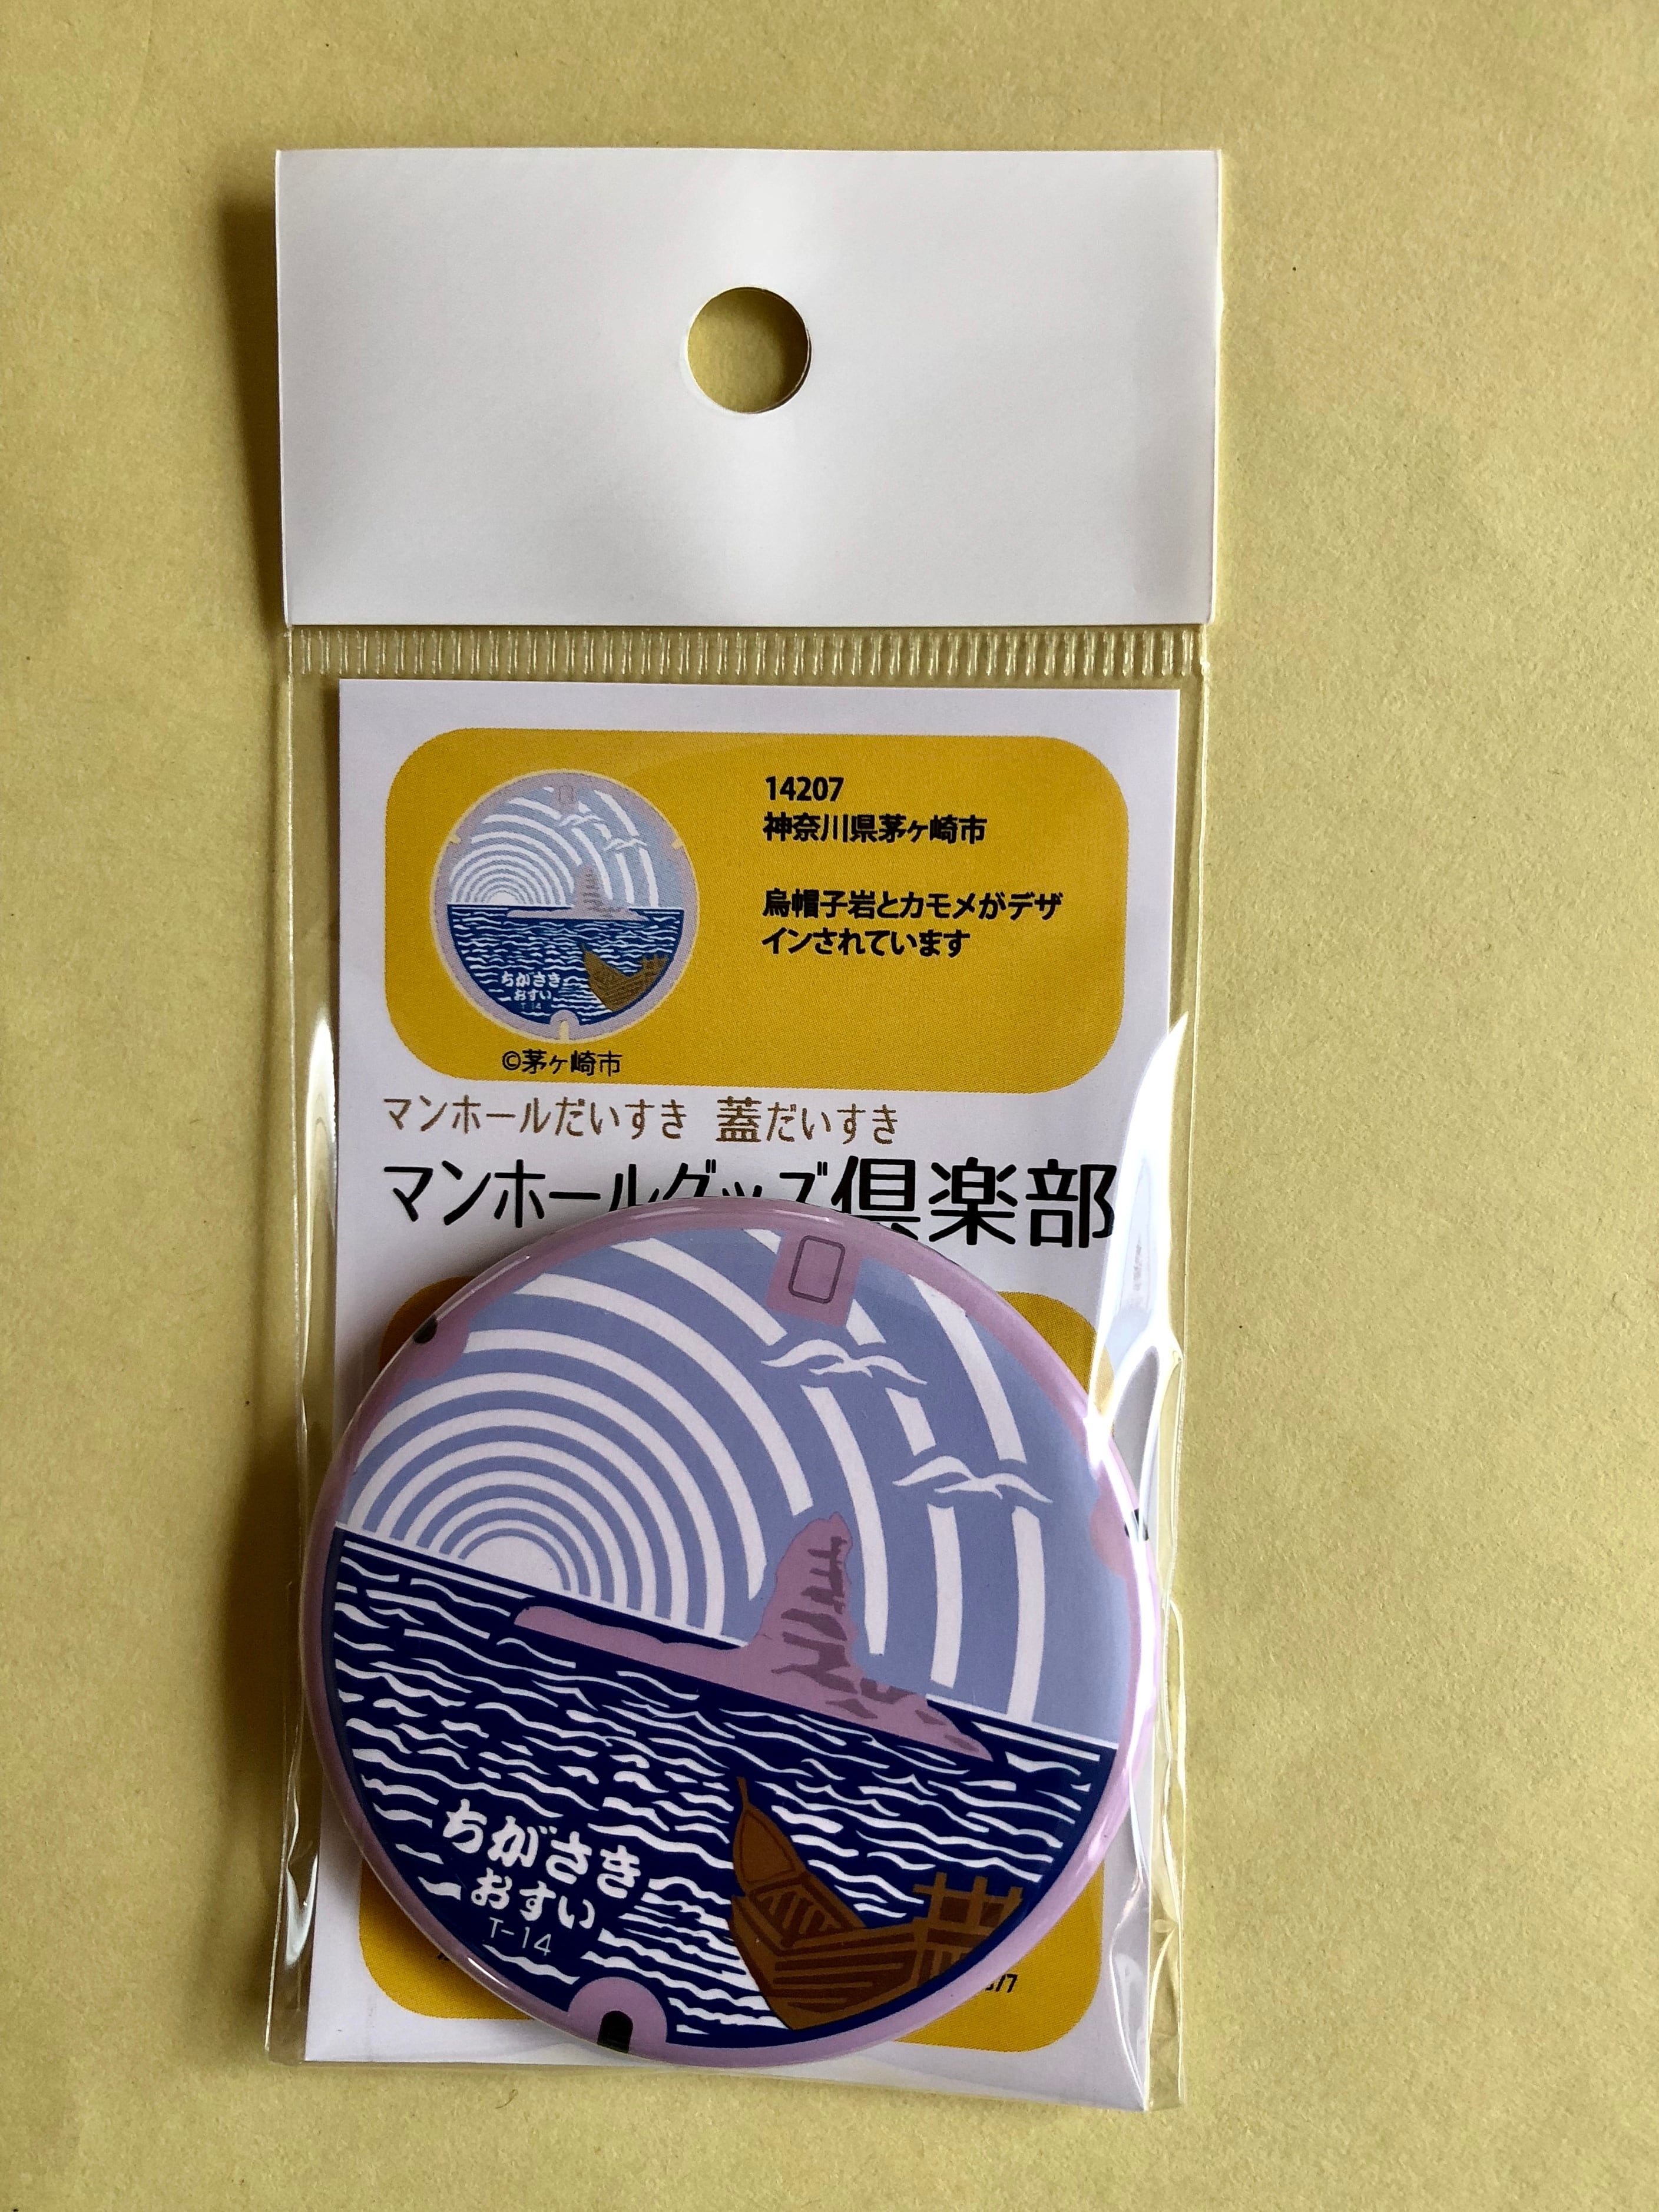 14207
神奈川県茅ヶ崎市
烏帽子岩とカモメがデザ
インされています
ちがさき
おすい
T-14
©茅ヶ崎市
マンホールだいすき 蓋だいすき
マンホールグッズ倶楽部
ちがさき
おすい
T-14